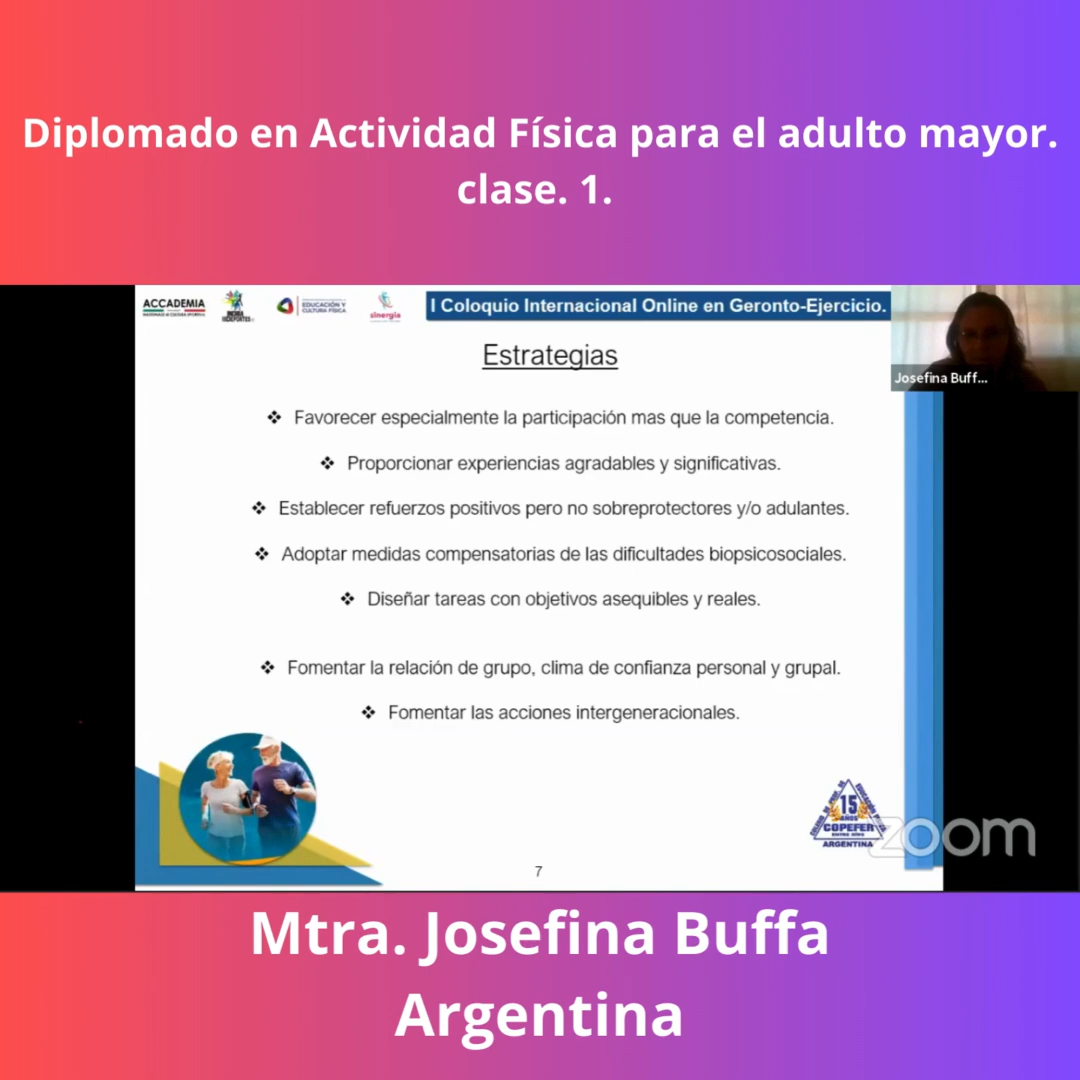 Diplomado en Actividad Física para el adulto mayor.
clase. 1.
ACCADEMIA
EDUCACIÓN Y
CULTURA FÍSICA
sinergia
I Coloquio Internacional Online en Geronto-Ejercicio.
Josefina Buff...
Estrategias
❖ Favorecer especialmente la participación mas que la competencia.
❖ Proporcionar experiencias agradables y significativas.
❖ Establecer refuerzos positivos pero no sobreprotectores y/o adulantes.
❖ Adoptar medidas compensatorias de las dificultades biopsicosociales.
❖ Diseñar tareas con objetivos asequibles y reales.
❖ Fomentar la relación de grupo, clima de confianza personal y grupal.
❖ Fomentar las acciones intergeneracionales.
15
AÑOS
COPEFER
ENTRE RÍOS
ARGENTINA
zoom
7
Mtra. Josefina Buffa
Argentina